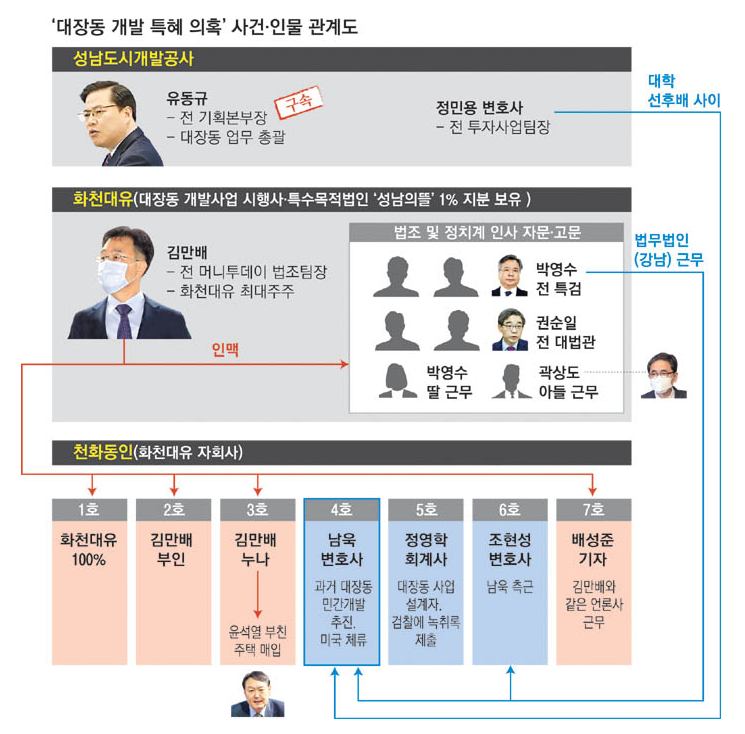 ‘대장동 개발 특혜 의혹’ 사건·인물 관계도
성남도시개발공사
유동규
– 전 기획본부장
– 대장동 업무 총괄
구속
정민용 변호사
– 전 투자사업팀장
대학
선후배 사이
화천대유(대장동 개발사업 시행사·특수목적법인 ‘성남의뜰’ 1% 지분 보유 )
김만배
– 전 머니투데이 법조팀장
– 화천대유 최대주주
인맥
법조 및 정치계 인사 자문·고문
박영수
전 특검
권순일
전 대법관
박영수
딸 근무
곽상도
아들 근무
법무법인
(강남) 근무
천화동인(화천대유 자회사)
1호
화천대유
100%
2호
김만배
부인
3호
김만배
누나
윤석열 부친
주택 매입
4호
남욱
변호사
과거 대장동
민간개발
추진.
미국 체류
5호
정영학
회계사
대장동 사업
설계자.
검찰에 녹취록
제출
6호
조현성
변호사
남욱 측근
7호
배성준
기자
김만배와
같은 언론사
근무